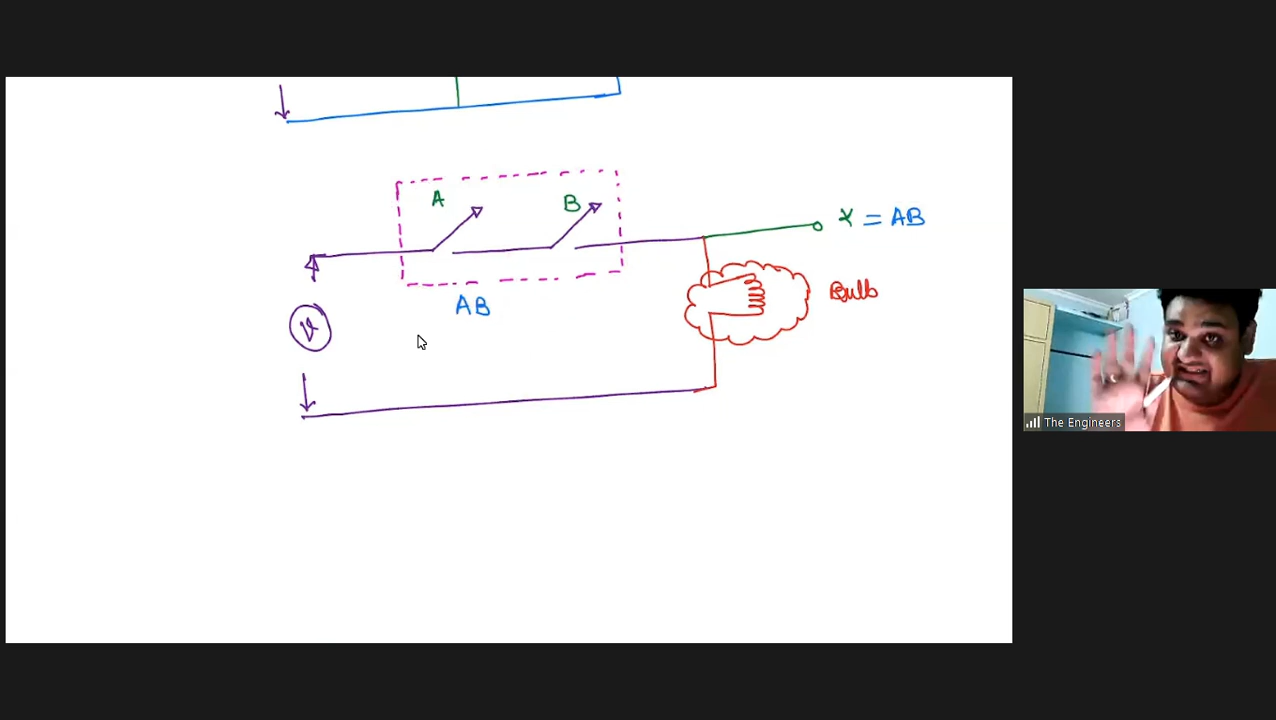 A
B
Y = AB
Bulb
AB
V
The Engineers